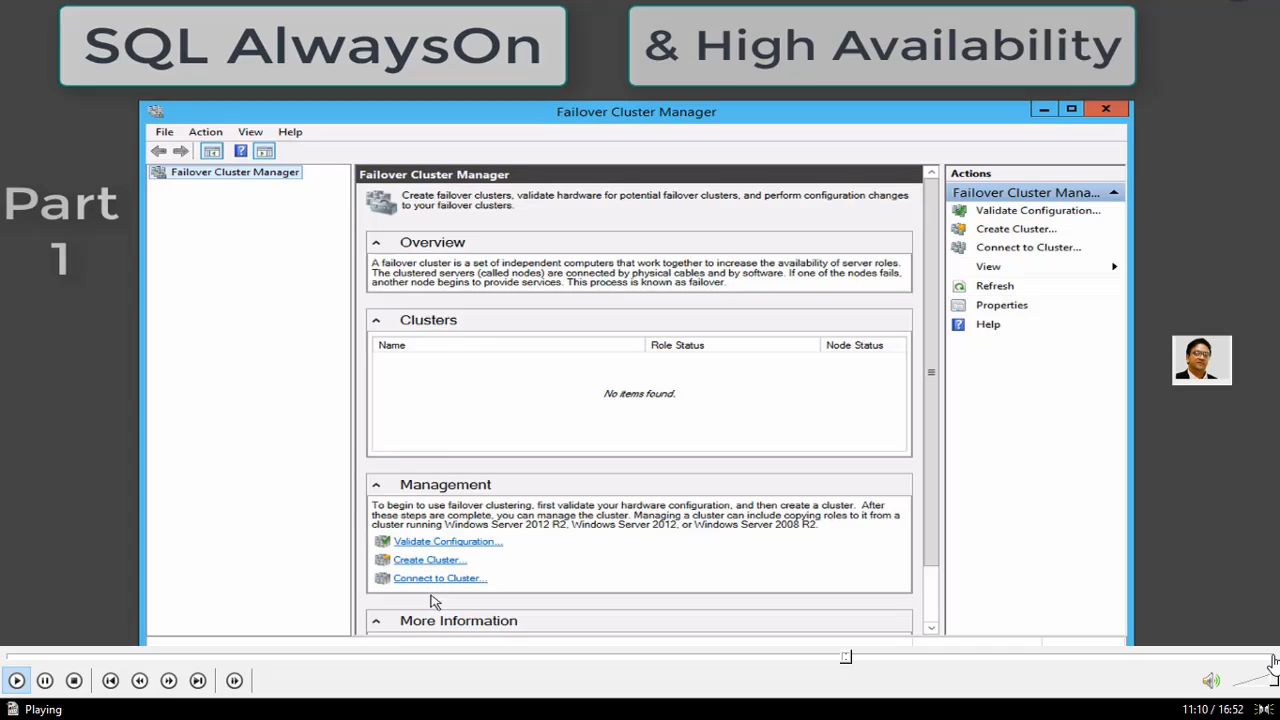 SQL AlwaysOn
& High Availability
Part
1
Failover Cluster Manager
File Action View Help
Failover Cluster Manager
Failover Cluster Manager
Create failover clusters, validate hardware for potential failover clusters, and perform configuration changes
to your failover clusters.
Overview
A failover cluster is a set of independent computers that work together to increase the availability of server roles.
The clustered servers (called nodes) are connected by physical cables and by software. If one of the nodes fails,
another node begins to provide services. This process is known as failover.
Clusters
Name Role Status Node Status
No items found.
Management
To begin to use failover clustering, first validate your hardware configuration, and then create a cluster. After
these steps are complete, you can manage the cluster. Managing a cluster can include copying roles to it from a
cluster running Windows Server 2012 R2, Windows Server 2012, or Windows Server 2008 R2.
Validate Configuration...
Create Cluster...
Connect to Cluster...
More Information
Actions
Failover Cluster Mana...
Validate Configuration...
Create Cluster...
Connect to Cluster...
View
Refresh
Properties
Help
Playing
11:10 / 16:52